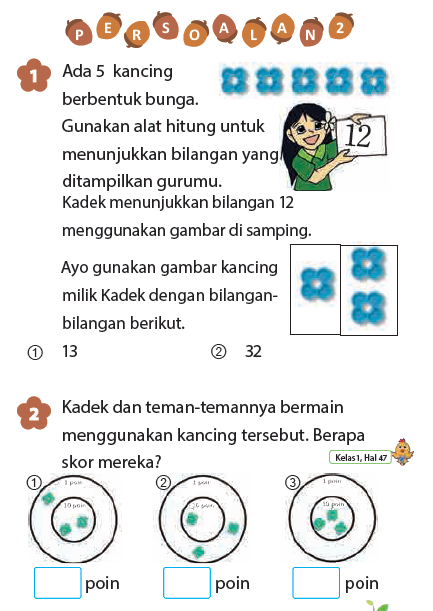 PERSOALAN 2
1 Ada 5 kancing
berbentuk bunga.
Gunakan alat hitung untuk
menunjukkan bilangan yang
ditampilkan gurumu.
12
Kadek menunjukkan bilangan 12
menggunakan gambar di samping.
Ayo gunakan gambar kancing
milik Kadek dengan bilangan-
bilangan berikut.
① 13 ② 32
2 Kadek dan teman-temannya bermain
menggunakan kancing tersebut. Berapa
skor mereka?
Kelas1, Hal 47
① 1 poin
10 poin
② 1 poin
10 poin
③ 1 poin
10 poin
poin poin poin